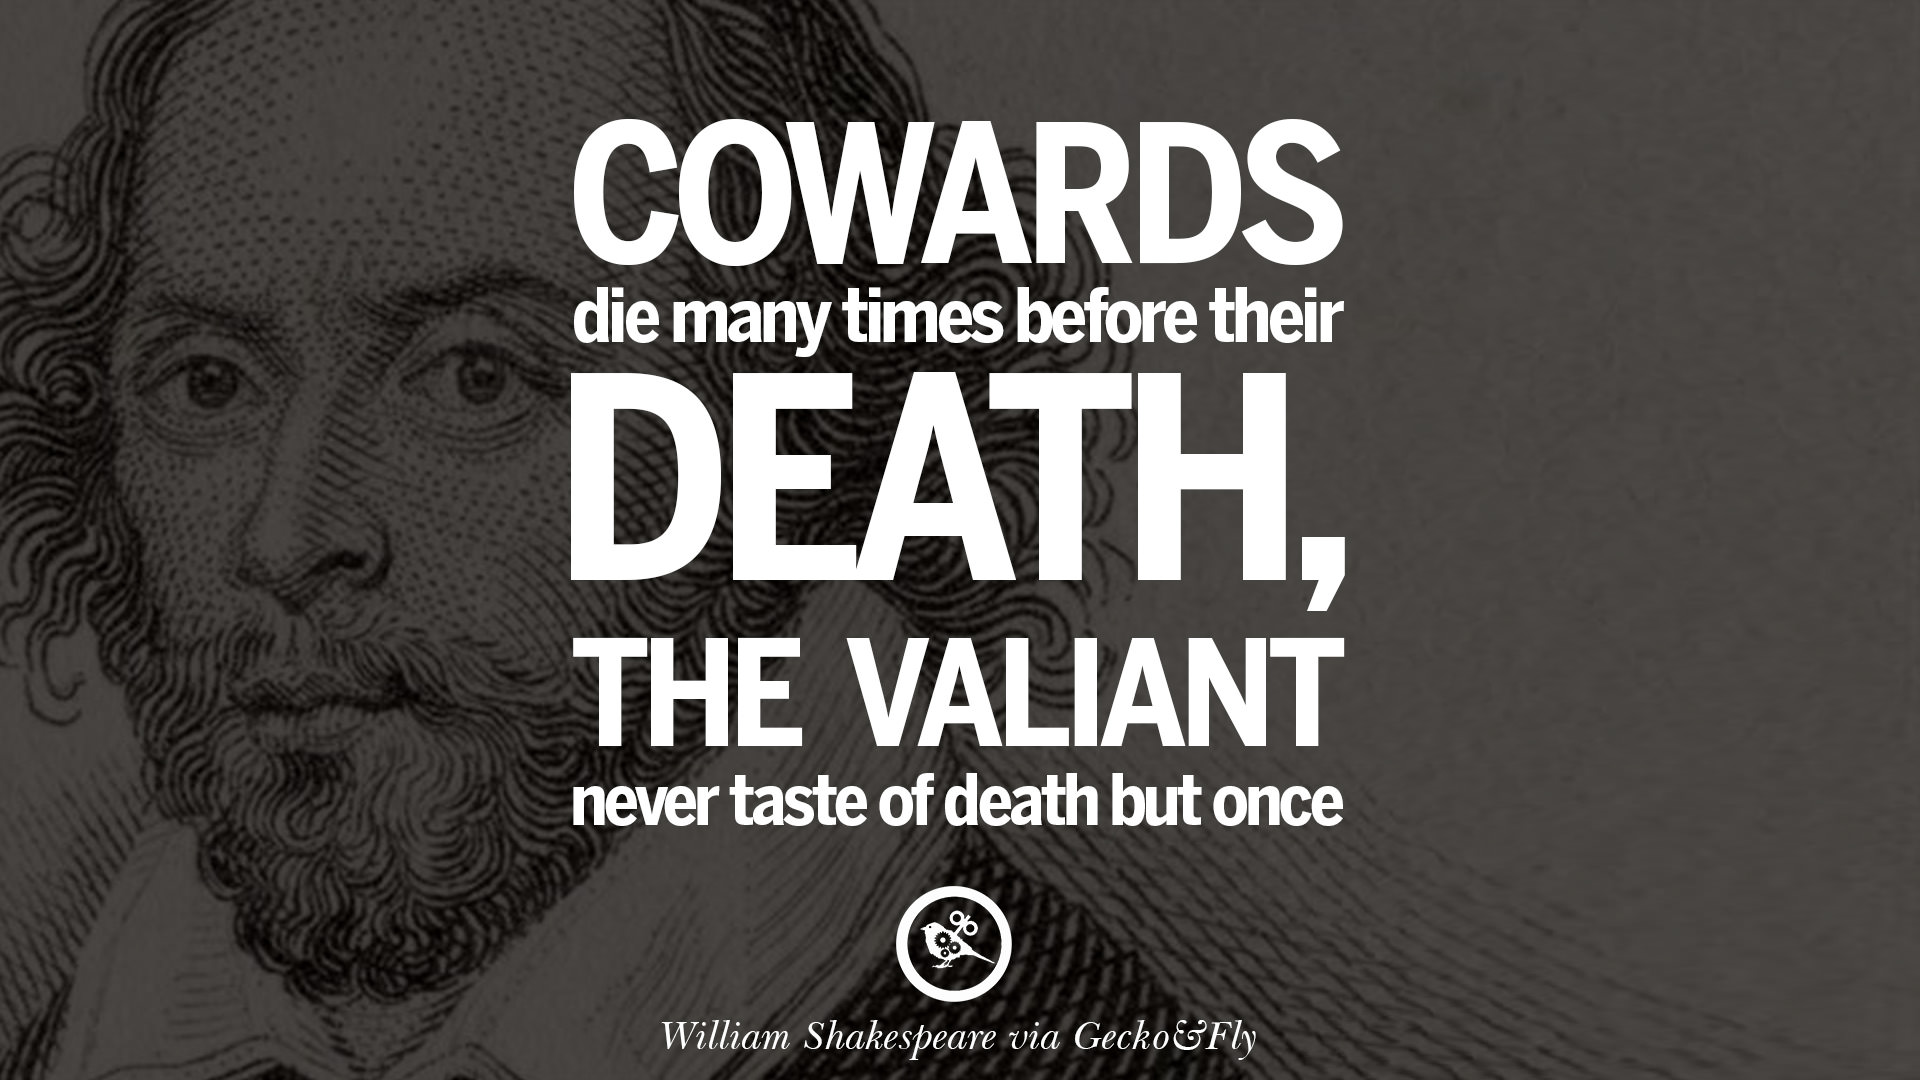 COWARDS
die many times before their
DEATH,
THE VALIANT
never taste of death but once
William Shakespeare via Gecko&Fly